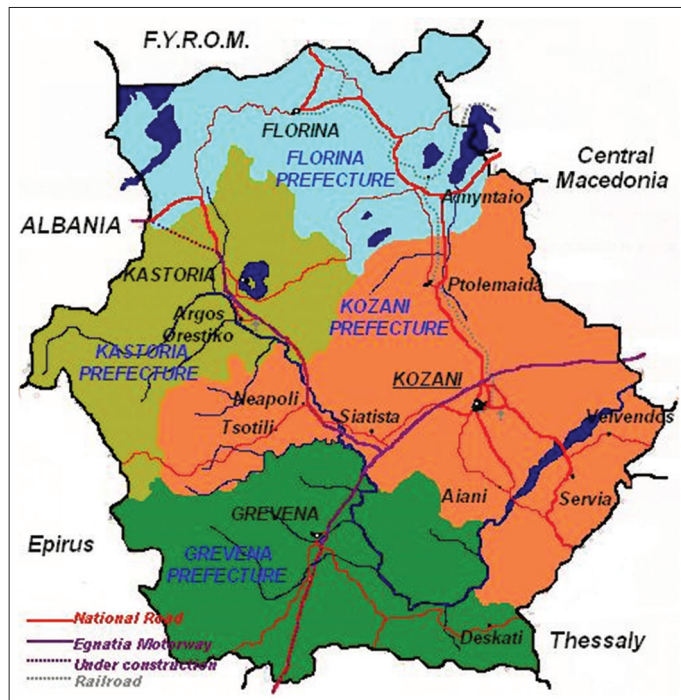 F.Y.R.O.M.
FLORINA
FLORINA
PREFECTURE
Central
Macedonia
Amyntaio
ALBANIA
KASTORIA
Ptolemaida
Argos
Orestiko
KOZANI
PREFECTURE
KASTORIA
PREFECTURE
KOZANI
Neapoli
Siatista
Velvendos
Tsotili
Aiani
Servia
GREVENA
Epirus
GREVENA
PREFECTURE
National Road
Egnatia Motorway
Under construction
Railroad
Deskati
Thessaly